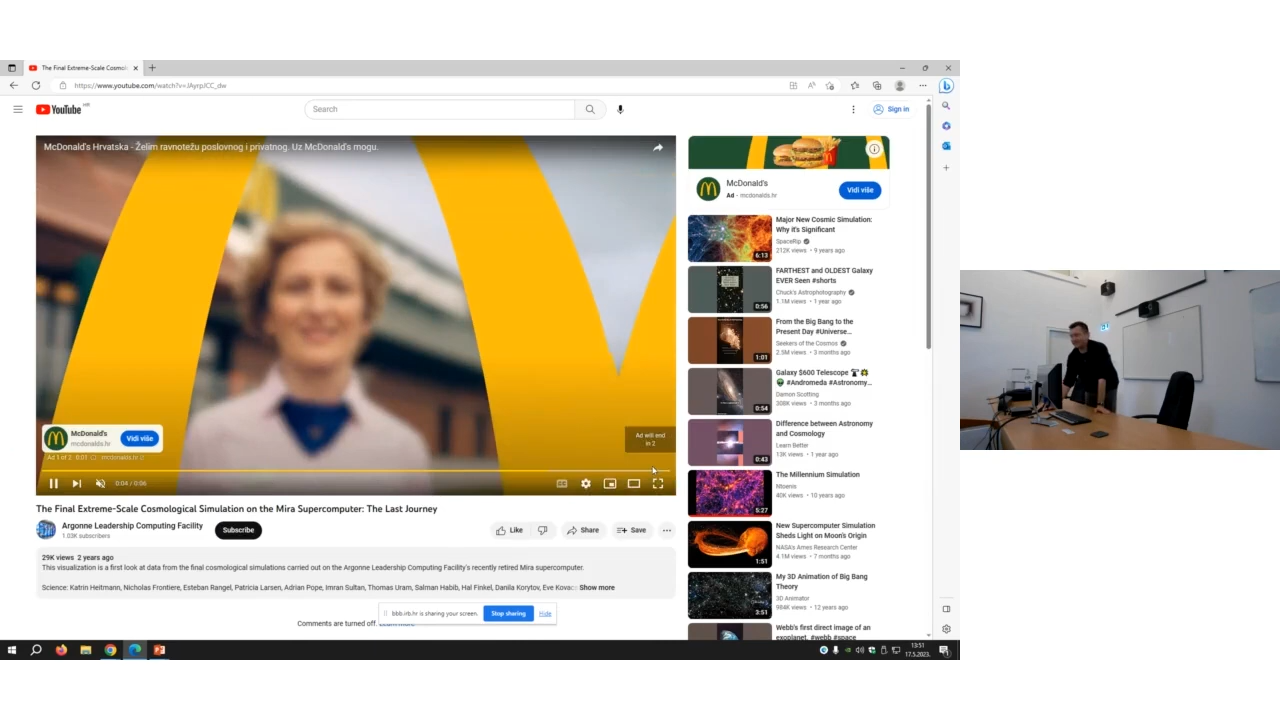 The Final Extreme-Scale Cosmol
https://www.youtube.com/watch?v=JAyrpJCC_dw
YouTube HR
Search
Sign in
McDonald's Hrvatska - Želim ravnotežu poslovnog i privatnog. Uz McDonald's mogu.
McDonald's
mcdonalds.hr
Vidi više
Ad 1 of 2 · 0:01
mcdonalds.hr
Ad will end
in 2
0:04 / 0:06
The Final Extreme-Scale Cosmological Simulation on the Mira Supercomputer: The Last Journey
Argonne Leadership Computing Facility
1.03K subscribers
Subscribe
Like
Share
Save
29K views 2 years ago
This visualization is a first look at data from the final cosmological simulations carried out on the Argonne Leadership Computing Facility's recently retired Mira supercomputer.
Science: Katrin Heitmann, Nicholas Frontiere, Esteban Rangel, Patricia Larsen, Adrian Pope, Imran Sultan, Thomas Uram, Salman Habib, Hal Finkel, Danila Korytov, Eve Kovac Show more
bbb.irb.hr is sharing your screen.
Stop sharing
Hide
Comments are turned off. Learn more
McDonald's
Ad · mcdonalds.hr
Vidi više
Major New Cosmic Simulation:
Why it's Significant
SpaceRip
212K views • 9 years ago
6:13
FARTHEST and OLDEST Galaxy
EVER Seen #shorts
Chuck's Astrophotography
1.1M views • 1 year ago
0:56
From the Big Bang to the
Present Day #Universe...
Seekers of the Cosmos
2.5M views • 3 months ago
1:01
Galaxy $600 Telescope
#Andromeda #Astronomy...
Damon Scotting
308K views • 3 months ago
0:54
Difference between Astronomy
and Cosmology
Learn Better
13K views • 1 year ago
0:43
The Millennium Simulation
Ntoenis
40K views • 10 years ago
5:27
New Supercomputer Simulation
Sheds Light on Moon's Origin
NASA's Ames Research Center
4.1M views • 7 months ago
1:51
My 3D Animation of Big Bang
Theory
3D Animator
984K views • 12 years ago
3:51
Webb's first direct image of an
exoplanet. #webb #space
13:51
17.5.2023.